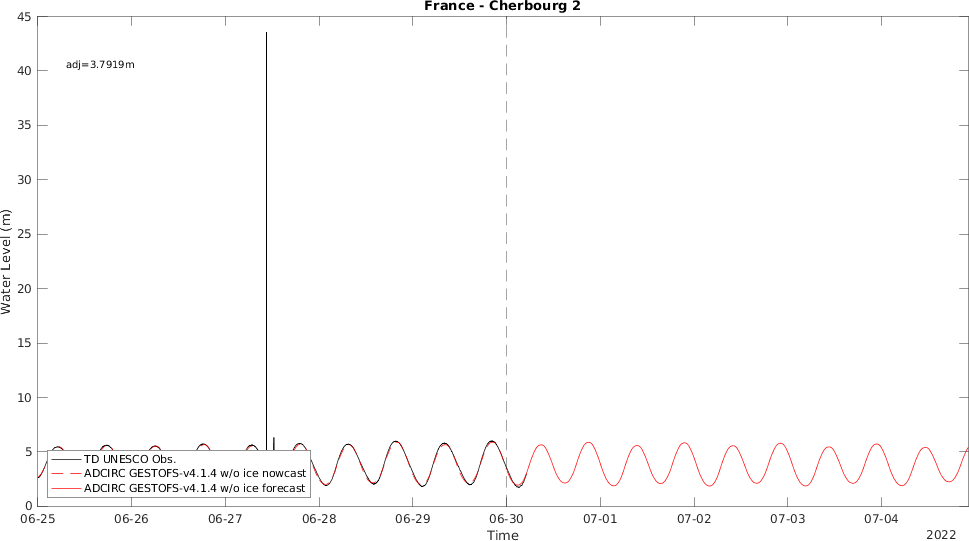 France - Cherbourg 2
45
40
35
30
25
20
15
10
5
0
adj=3.7919m
Water Level (m)
TD UNESCO Obs.
ADCIRC GESTOFS-v4.1.4 w/o ice nowcast
ADCIRC GESTOFS-v4.1.4 w/o ice forecast
06-25 06-26 06-27 06-28 06-29 06-30 07-01 07-02 07-03 07-04
Time
2022